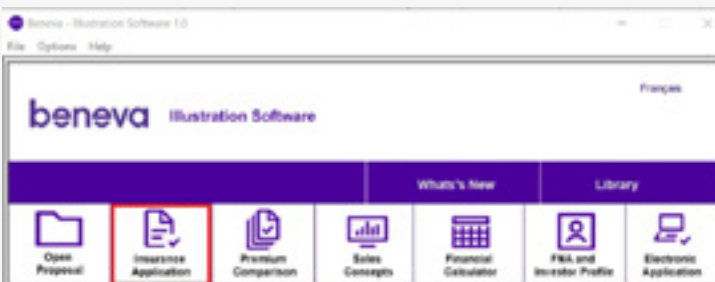 Beneva - Illustration Software 1.0
File Options Help
Français
beneva Illustration Software
Whats's New Library
Open Proposal
Insurance Application
Premium Comparison
Sales Concepts
Financial Calculator
FNA and Investor Profile
Electronic Application